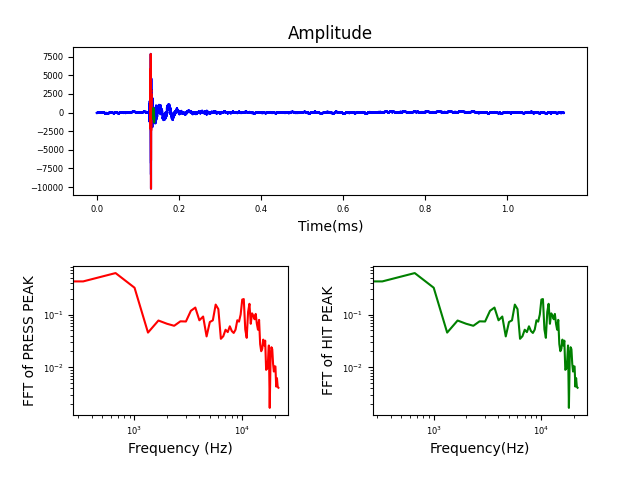 Amplitude
7500
5000
2500
0
−2500
−5000
−7500
−10000
0.0 0.2 0.4 0.6 0.8 1.0
Time(ms)
FFT of PRESS PEAK
10⁻¹
10⁻²
10³ 10⁴
Frequency (Hz)
FFT of HIT PEAK
10⁻¹
10⁻²
10³ 10⁴
Frequency(Hz)